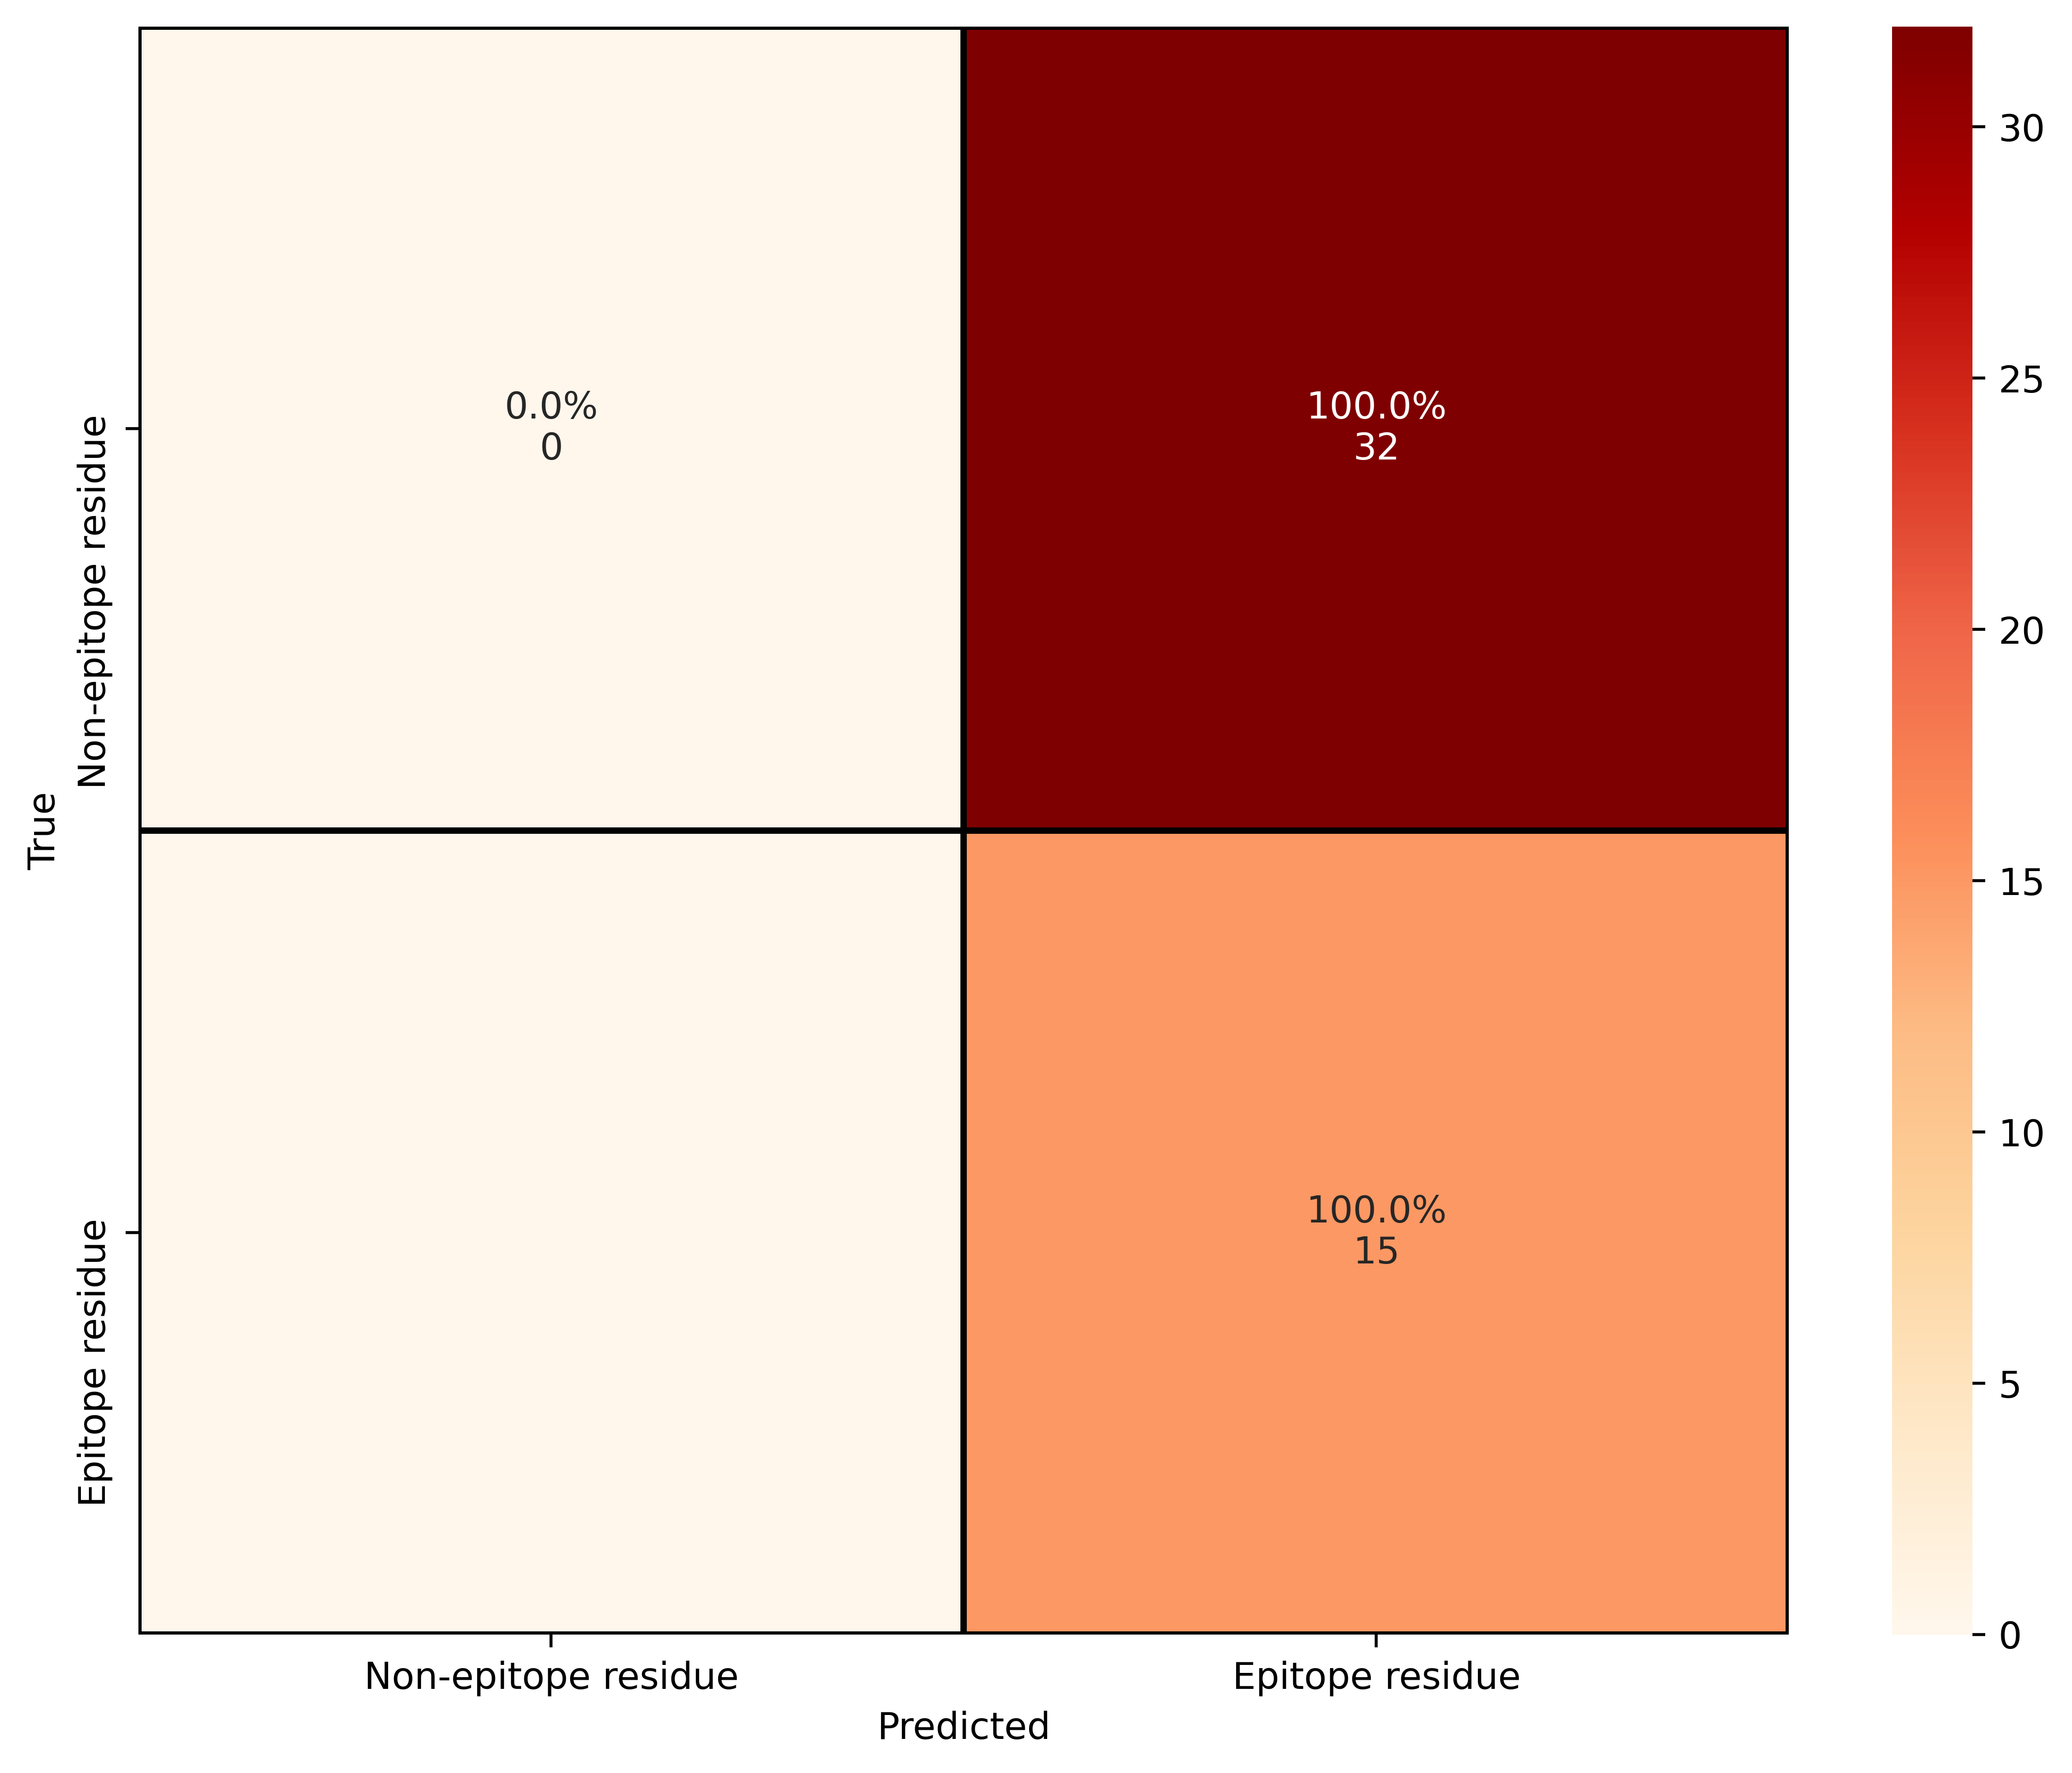 True
Non-epitope residue
Epitope residue
0.0%
0
100.0%
32
100.0%
15
Non-epitope residue
Epitope residue
Predicted
30
25
20
15
10
5
0